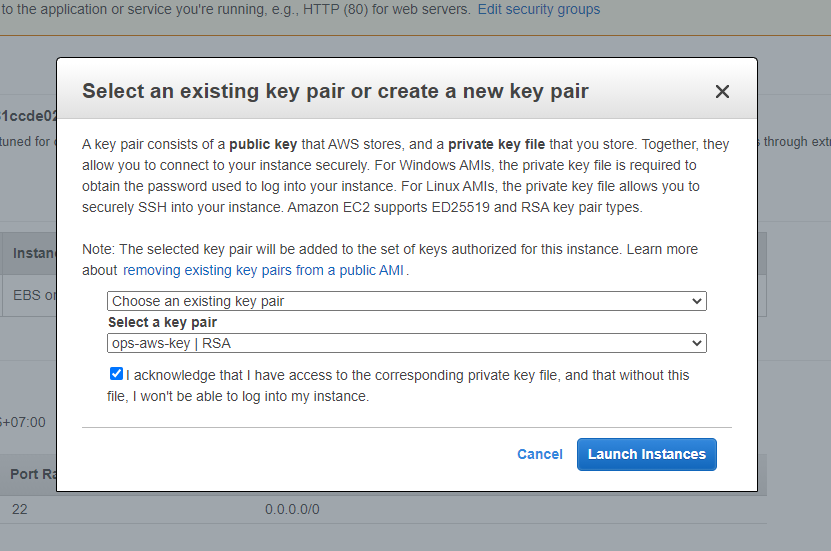 to the application or service you're running, e.g., HTTP (80) for web servers. Edit security groups
Select an existing key pair or create a new key pair
A key pair consists of a public key that AWS stores, and a private key file that you store. Together, they
allow you to connect to your instance securely. For Windows AMIs, the private key file is required to
obtain the password used to log into your instance. For Linux AMIs, the private key file allows you to
securely SSH into your instance. Amazon EC2 supports ED25519 and RSA key pair types.
Note: The selected key pair will be added to the set of keys authorized for this instance. Learn more
about removing existing key pairs from a public AMI.
Choose an existing key pair
Select a key pair
ops-aws-key | RSA
I acknowledge that I have access to the corresponding private key file, and that without this
file, I won't be able to log into my instance.
Cancel Launch Instances
1ccde02
tuned for
through
EBS
+07:00
Port
22 0.0.0.0/0